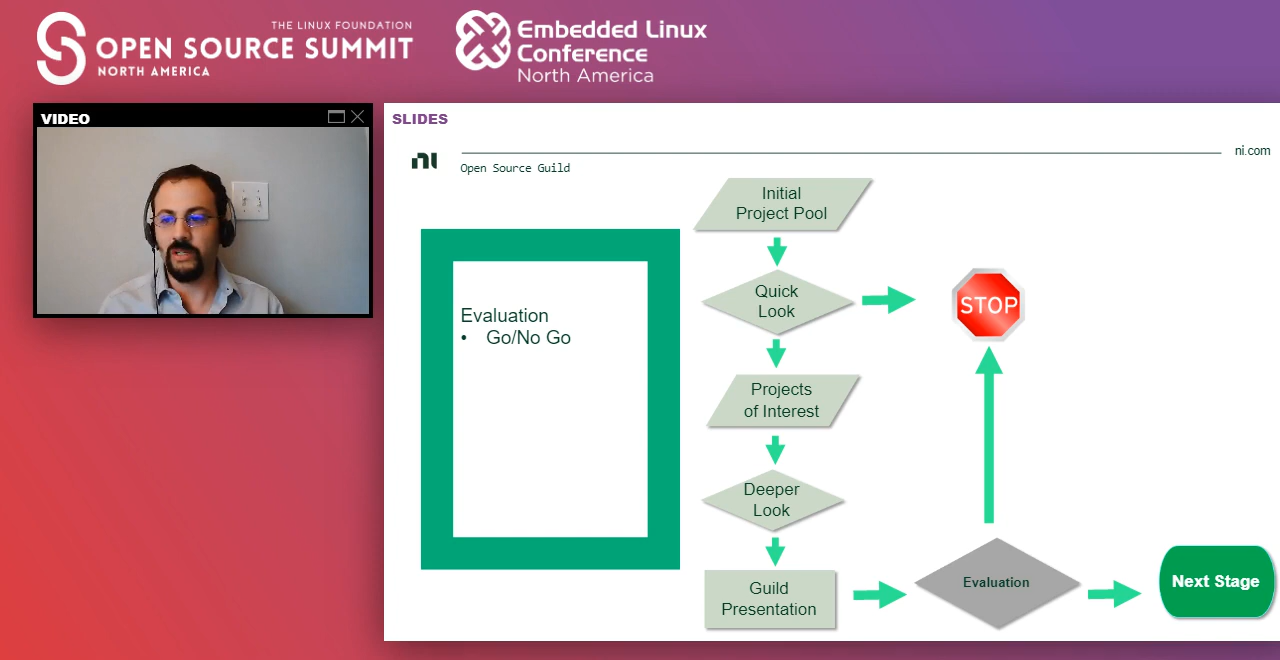 THE LINUX FOUNDATION
OPEN SOURCE SUMMIT
NORTH AMERICA
Embedded Linux
Conference
North America
VIDEO
SLIDES
ni
ni.com
Open Source Guild
Initial
Project Pool
Quick
Look
STOP
Evaluation
• Go/No Go
Projects
of Interest
Deeper
Look
Guild
Presentation
Evaluation
Next Stage